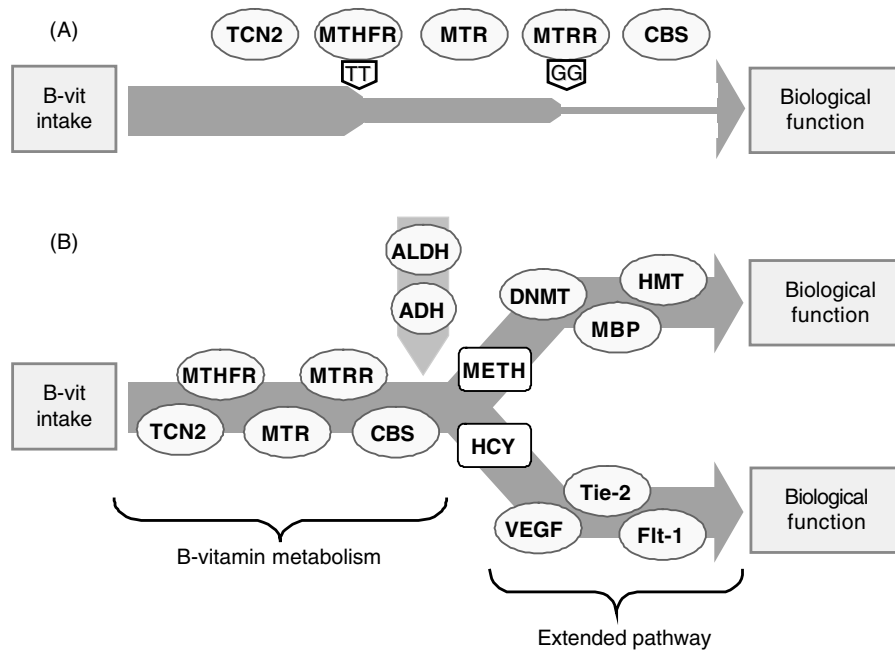 (A)
TCN2 MTHFR MTR MTRR CBS
TT GG
B-vit
intake
Biological
function
(B)
ALDH
ADH
DNMT
HMT
MBP
Biological
function
METH
B-vit
intake
MTHFR MTRR
TCN2 MTR CBS
HCY
Tie-2
VEGF
Flt-1
Biological
function
B-vitamin metabolism
Extended pathway